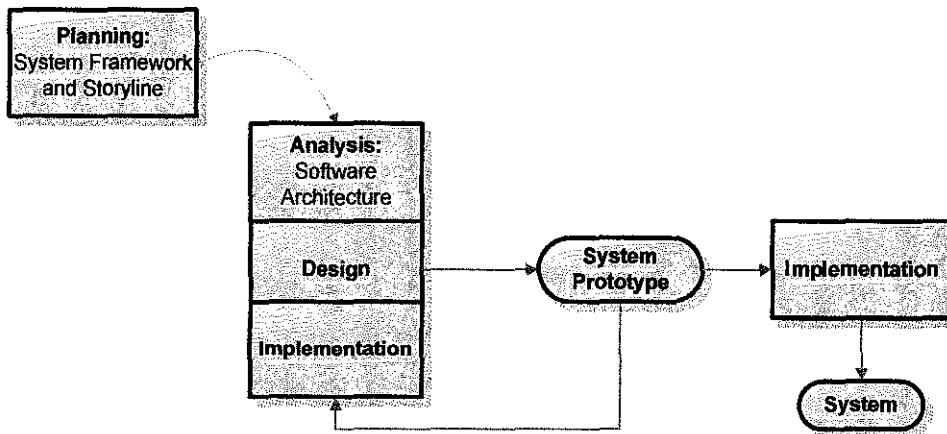 Planning:
System Framework
and Storyline
Analysis:
Software
Architecture
Design
Implementation
System
Prototype
Implementation
System